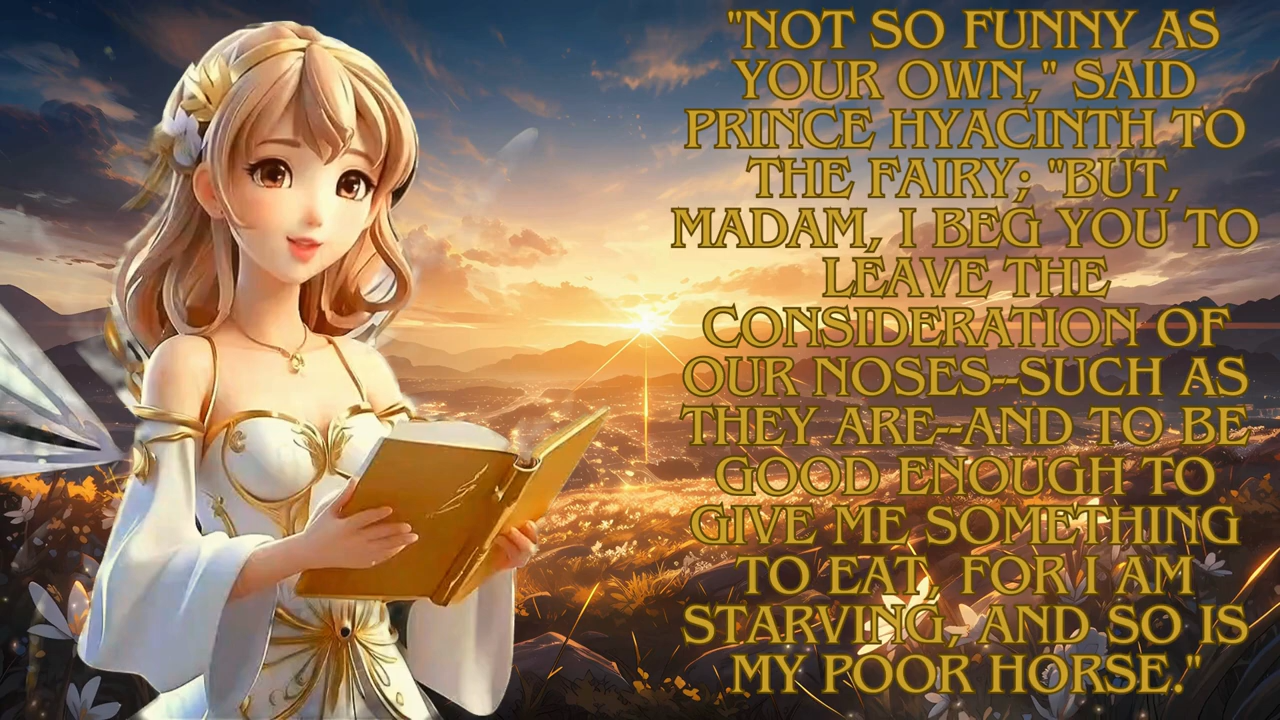 "NOT SO FUNNY AS
YOUR OWN," SAID
PRINCE HYACINTH TO
THE FAIRY; "BUT,
MADAM, I BEG YOU TO
LEAVE THE
CONSIDERATION OF
OUR NOSES--SUCH AS
THEY ARE--AND TO BE
GOOD ENOUGH TO
GIVE ME SOMETHING
TO EAT, FOR I AM
STARVING, AND SO IS
MY POOR HORSE."